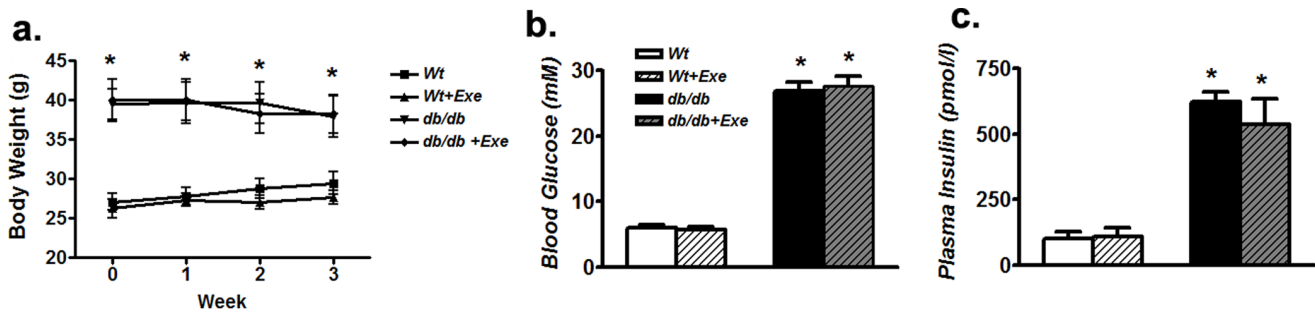 a.
*
*
*
*
Body Weight (g)
45
40
35
30
25
20
0
1
2
3
Week
Wt
Wt+Exe
db/db
db/db +Exe
b.
Wt
Wt+Exe
db/db
db/db+Exe
*
*
Blood Glucose (mM)
30
20
10
0
c.
*
*
Plasma Insulin (pmol/l)
750
500
250
0